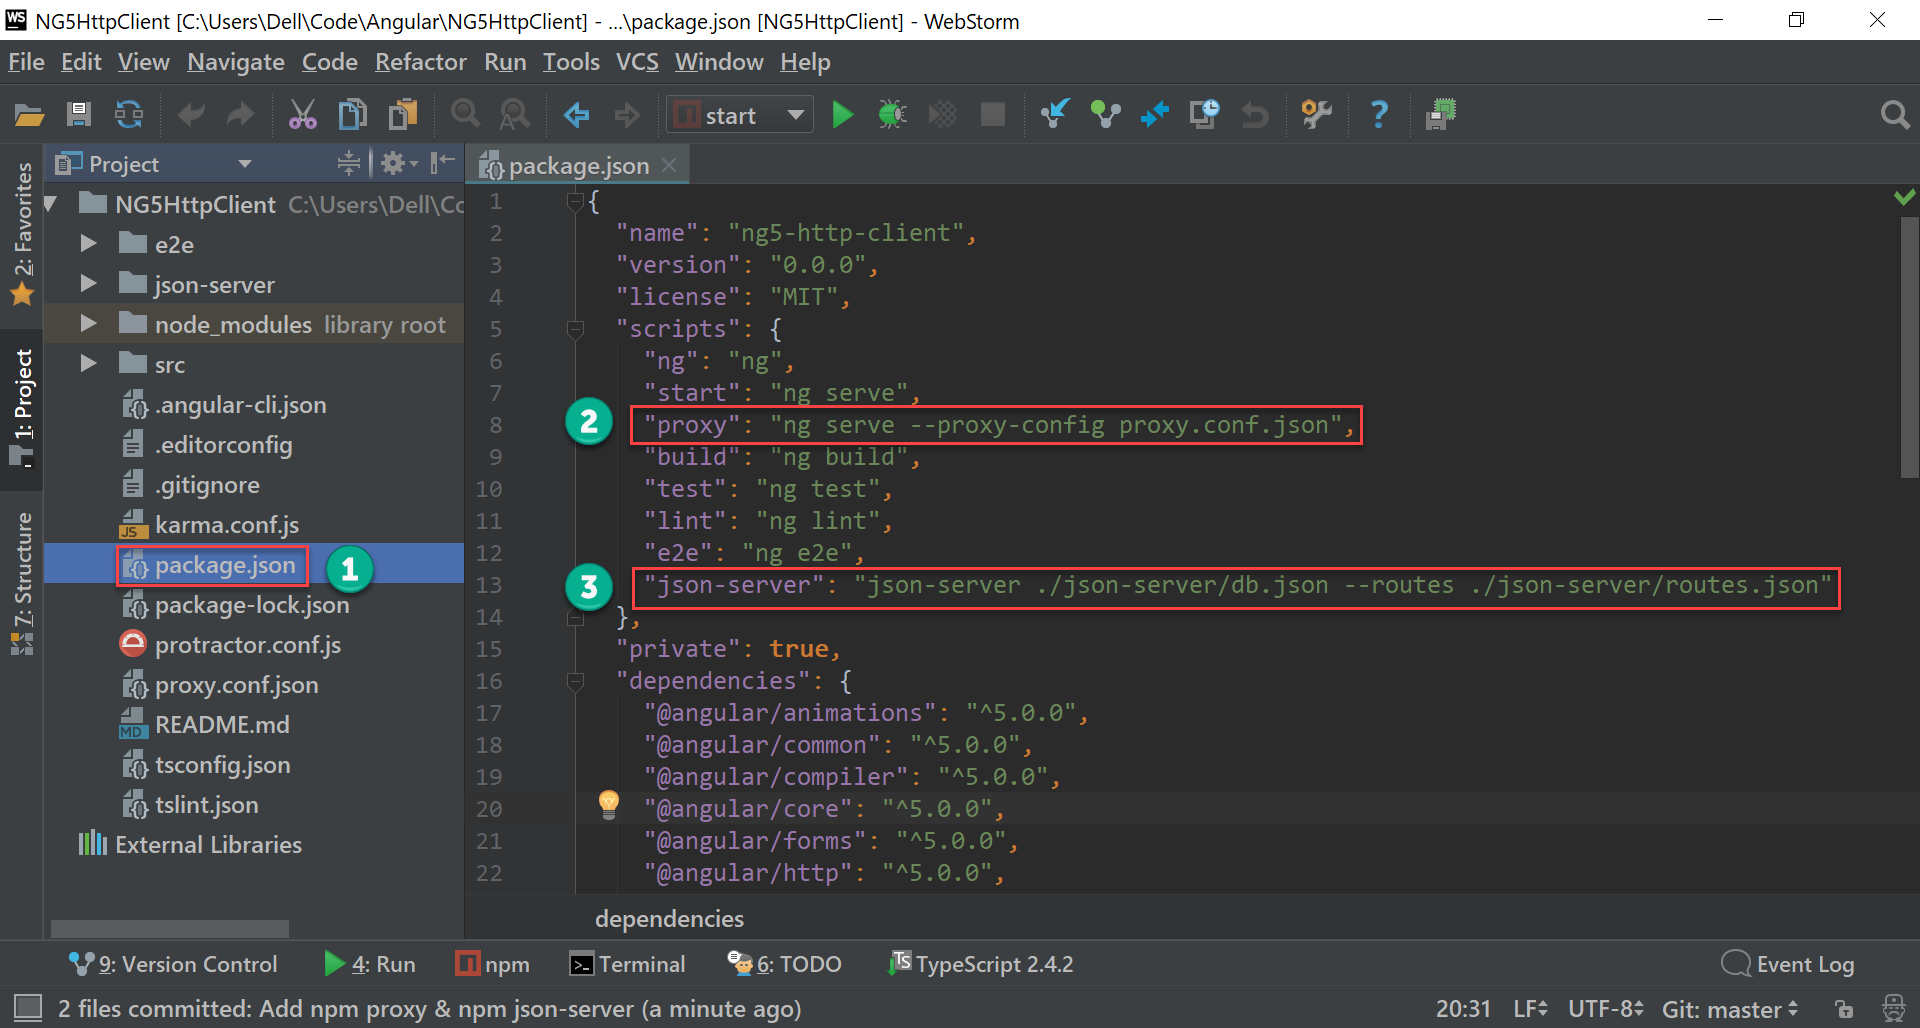 WS NG5HttpClient [C:\Users\Dell\Code\Angular\NG5HttpClient] - ...\package.json [NG5HttpClient] - WebStorm
File Edit View Navigate Code Refactor Run Tools VCS Window Help
start
?
2: Favorites
1: Project
7: Structure
Project
NG5HttpClient C:\Users\Dell\Co
e2e
json-server
node_modules library root
src
.angular-cli.json
.editorconfig
.gitignore
JS karma.conf.js
package.json 1
package-lock.json
protractor.conf.js
proxy.conf.json
MD README.md
tsconfig.json
tslint.json
External Libraries
package.json
1 {
2 "name": "ng5-http-client",
3 "version": "0.0.0",
4 "license": "MIT",
5 "scripts": {
6 "ng": "ng",
7 "start": "ng serve",
2 8 "proxy": "ng serve --proxy-config proxy.conf.json",
9 "build": "ng build",
10 "test": "ng test",
11 "lint": "ng lint",
12 "e2e": "ng e2e",
3 13 "json-server": "json-server ./json-server/db.json --routes ./json-server/routes.json"
14 },
15 "private": true,
16 "dependencies": {
17 "@angular/animations": "^5.0.0",
18 "@angular/common": "^5.0.0",
19 "@angular/compiler": "^5.0.0",
20 "@angular/core": "^5.0.0",
21 "@angular/forms": "^5.0.0",
22 "@angular/http": "^5.0.0",
dependencies
9: Version Control 4: Run npm Terminal 6: TODO TS TypeScript 2.4.2 Event Log
2 files committed: Add npm proxy & npm json-server (a minute ago) 20:31 LF UTF-8 Git: master